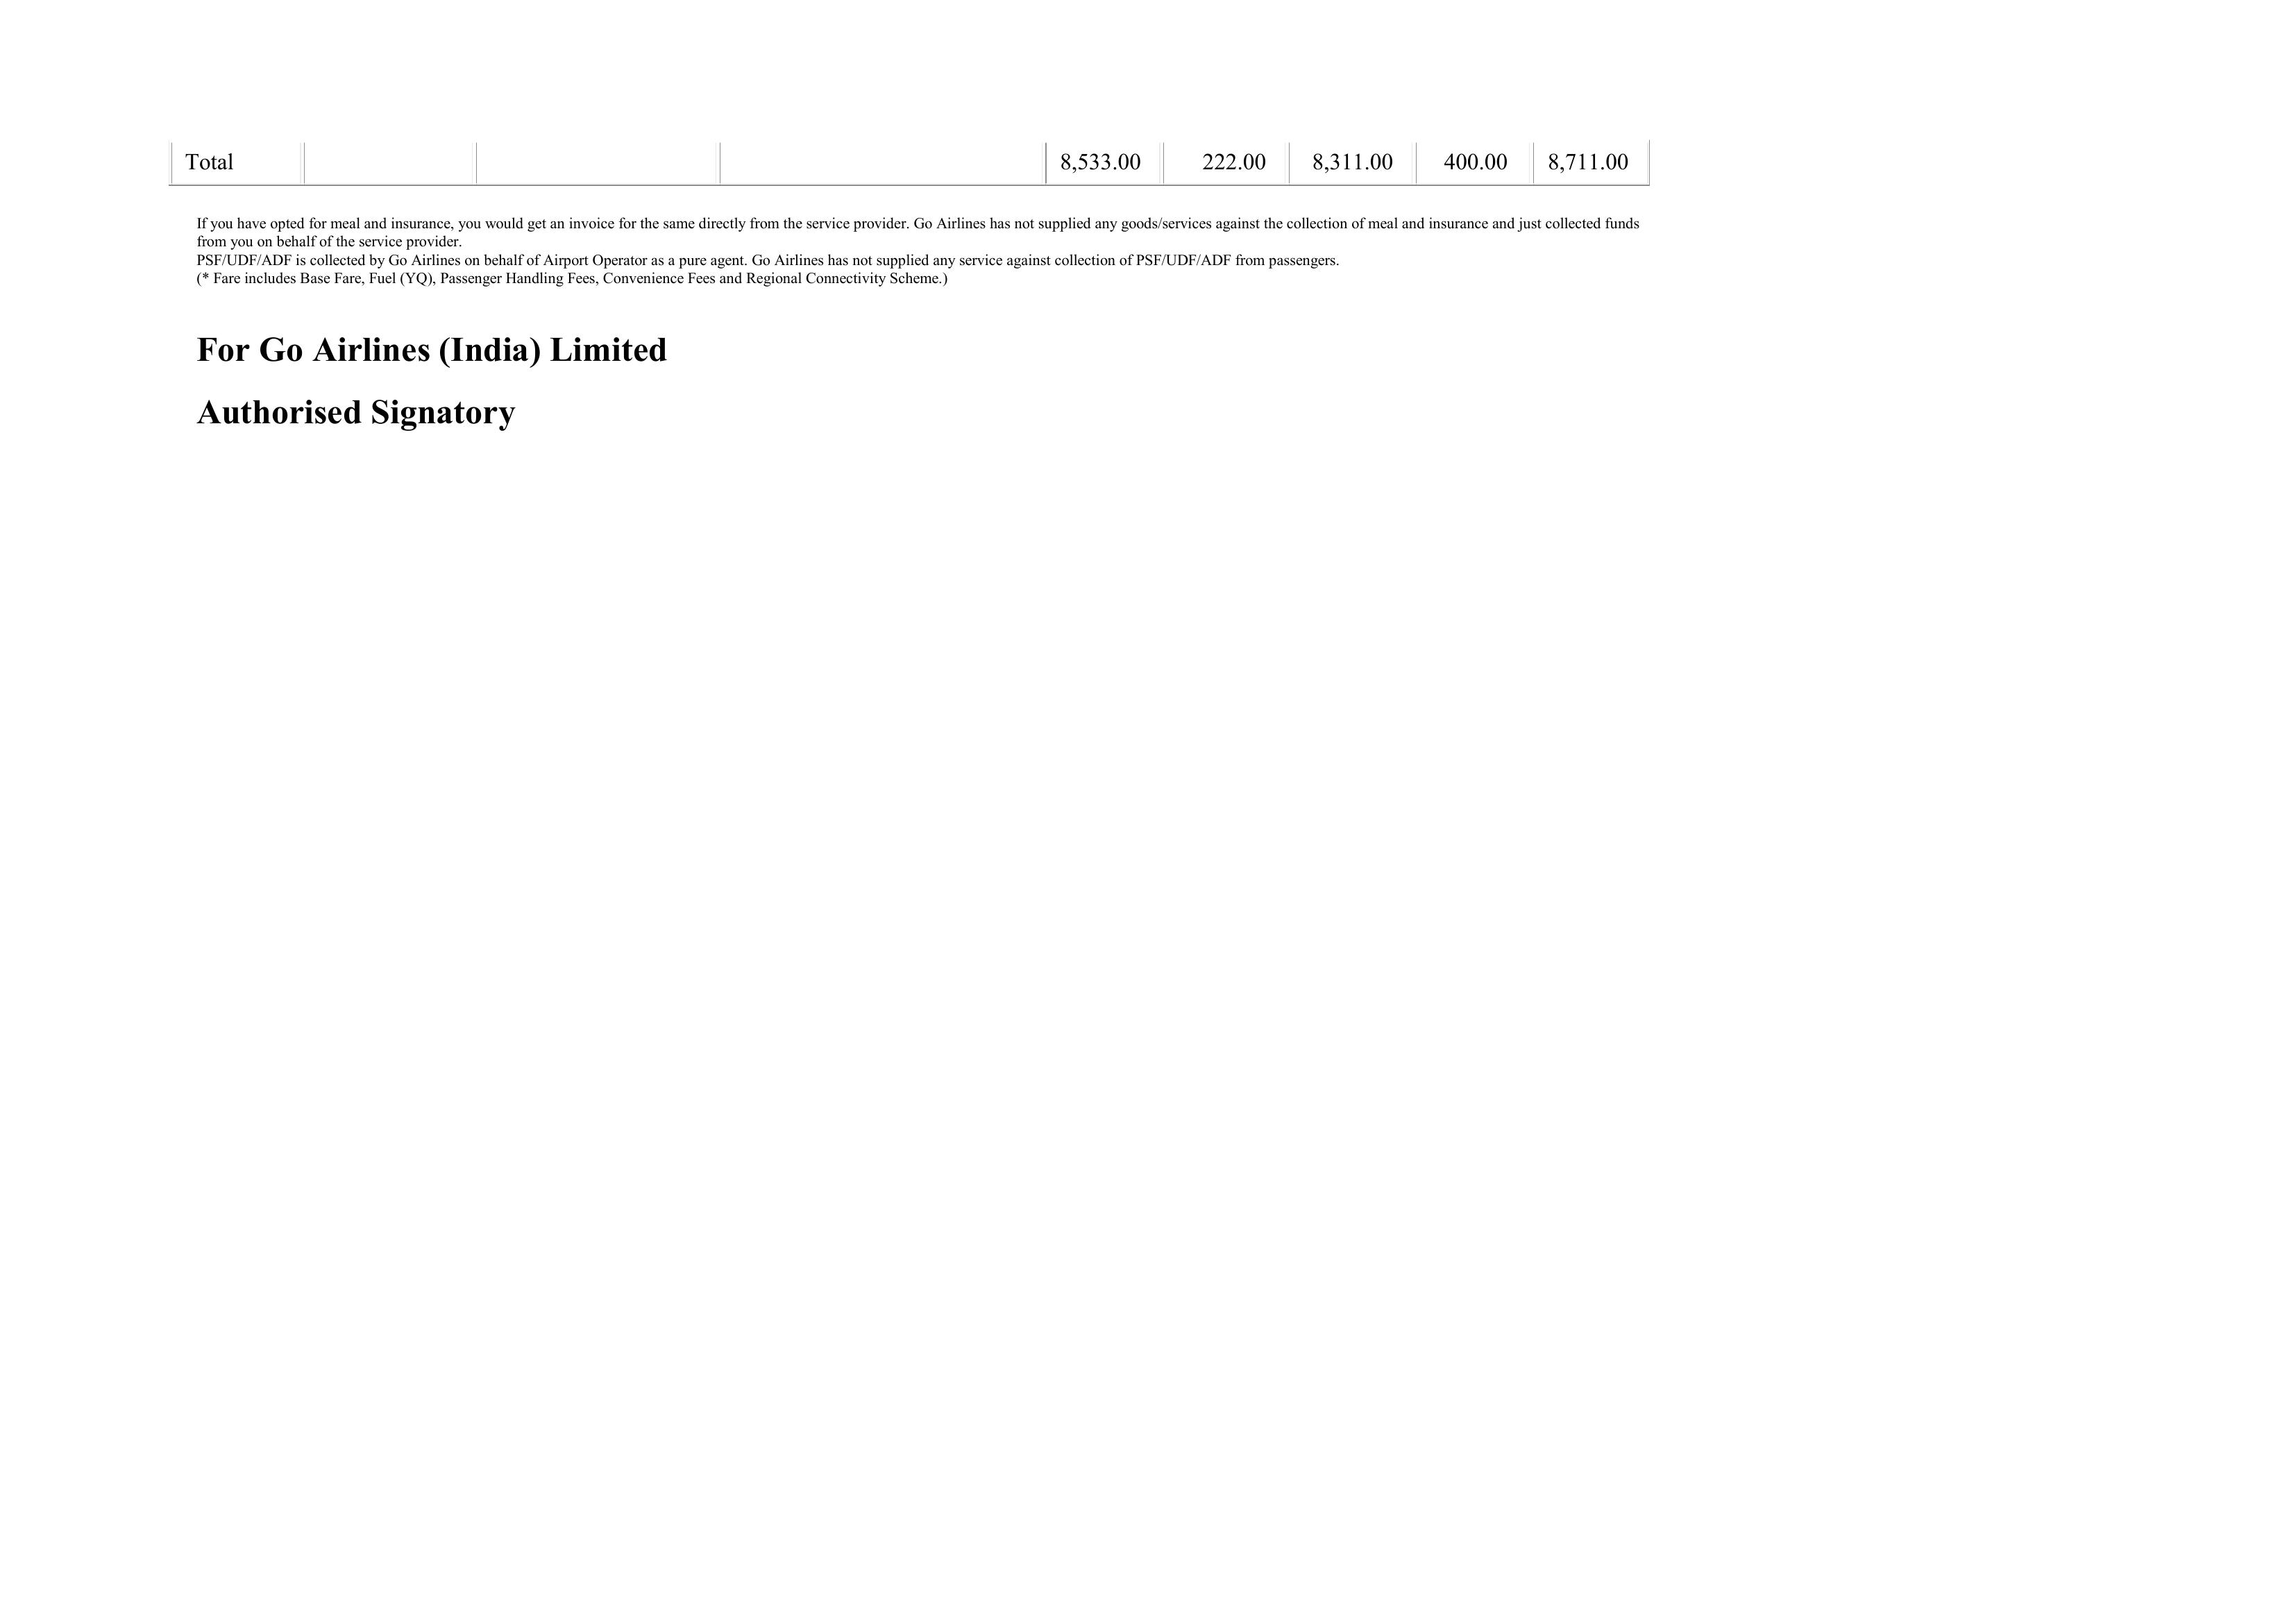 Total 8,533.00 222.00 8,311.00 400.00 8,711.00
If you have opted for meal and insurance, you would get an invoice for the same directly from the service provider. Go Airlines has not supplied any goods/services against the collection of meal and insurance and just collected funds
from you on behalf of the service provider.
PSF/UDF/ADF is collected by Go Airlines on behalf of Airport Operator as a pure agent. Go Airlines has not supplied any service against collection of PSF/UDF/ADF from passengers.
(* Fare includes Base Fare, Fuel (YQ), Passenger Handling Fees, Convenience Fees and Regional Connectivity Scheme.)
For Go Airlines (India) Limited
Authorised Signatory